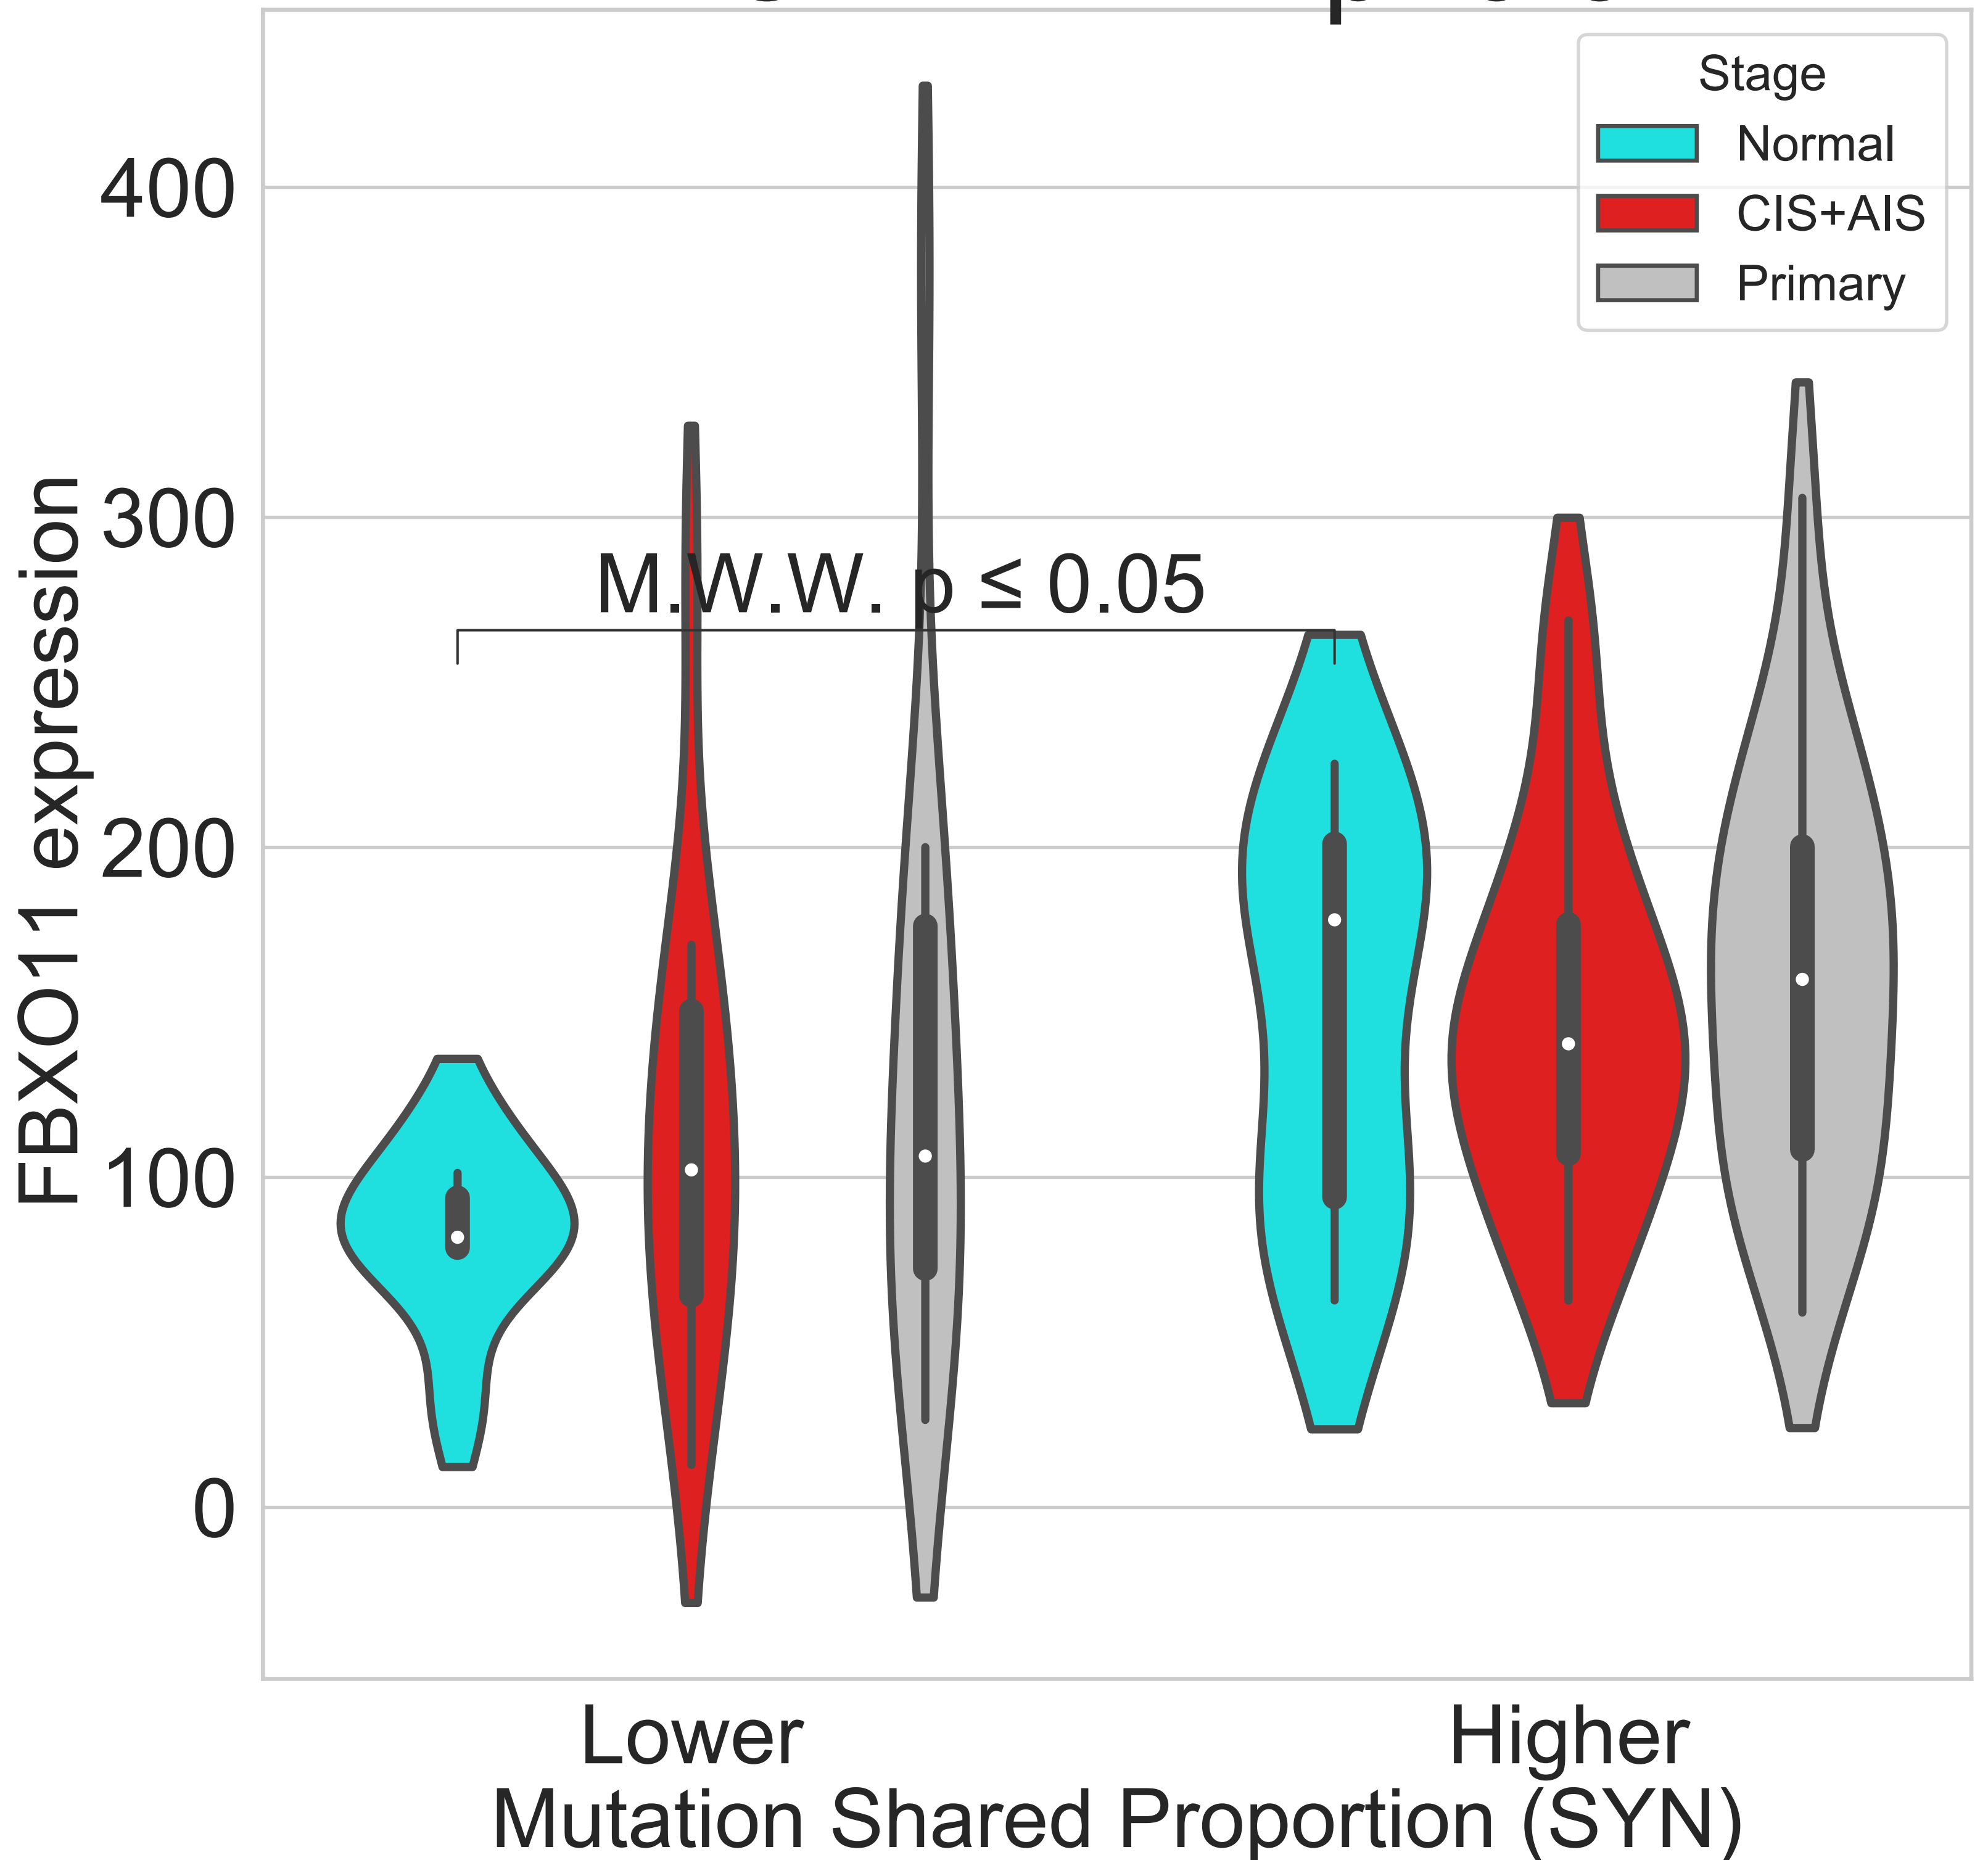 Stage
Normal
CIS+AIS
Primary
400
300
200
100
0
FBXO11 expression
M.W.W. p ≤ 0.05
Lower
Higher
Mutation Shared Proportion (SYN)